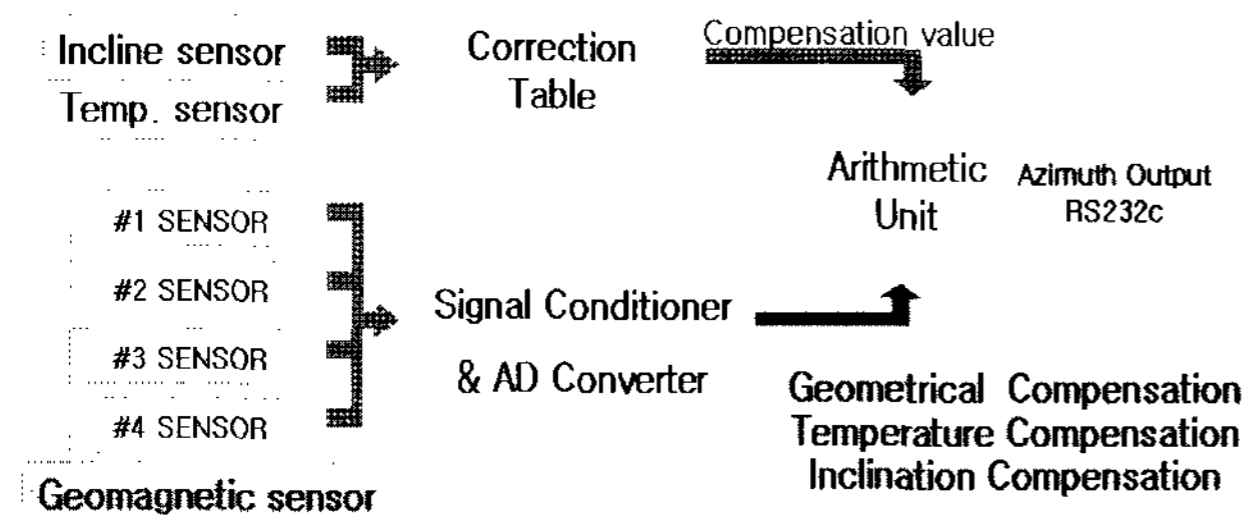 Incline sensor
Temp. sensor
Correction
Table
Compensation value
Arithmetic
Unit
Azimuth Output
RS232c
#1 SENSOR
#2 SENSOR
#3 SENSOR
#4 SENSOR
Geomagnetic sensor
Signal Conditioner
& AD Converter
Geometrical Compensation
Temperature Compensation
Inclination Compensation